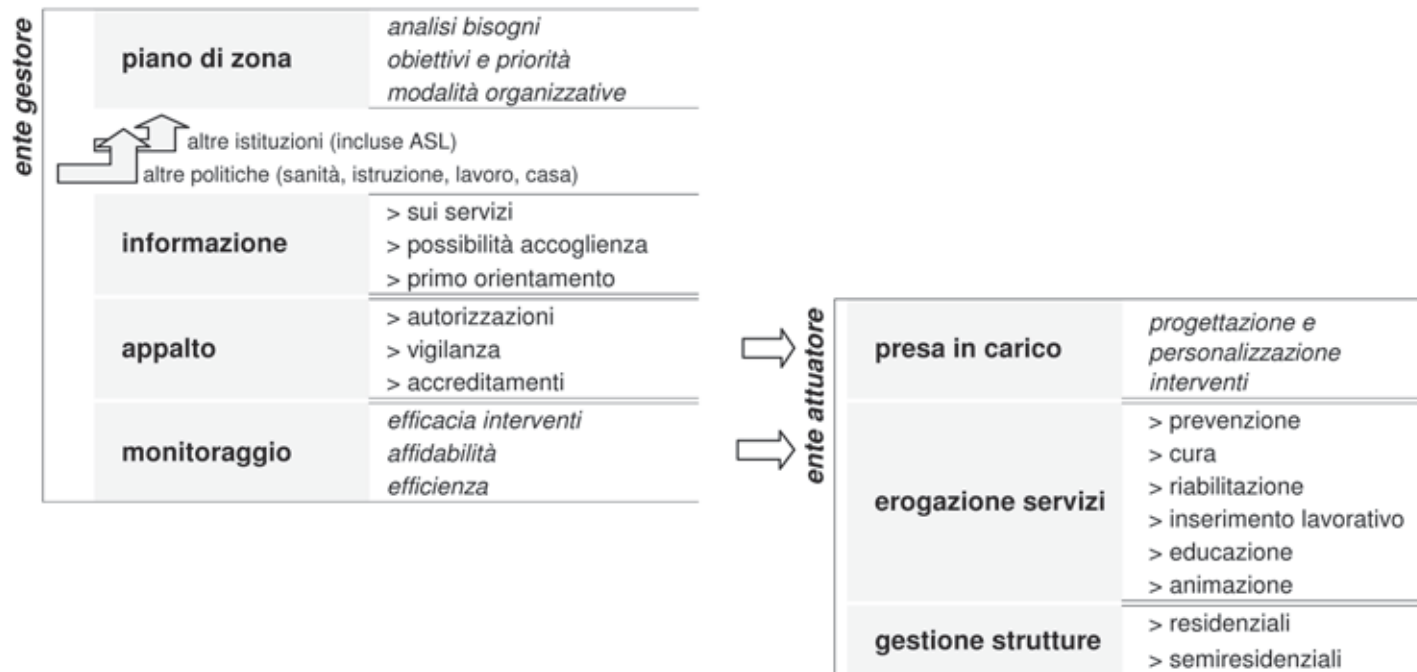 ente gestore
piano di zona
analisi bisogni
obiettivi e priorità
modalità organizzative
altre istituzioni (incluse ASL)
altre politiche (sanità, istruzione, lavoro, casa)
informazione
> sui servizi
> possibilità accoglienza
> primo orientamento
appalto
> autorizzazioni
> vigilanza
> accreditamenti
monitoraggio
efficacia interventi
affidabilità
efficienza
ente attuatore
presa in carico
progettazione e
personalizzazione
interventi
erogazione servizi
> prevenzione
> cura
> riabilitazione
> inserimento lavorativo
> educazione
> animazione
gestione strutture
> residenziali
> semiresidenziali